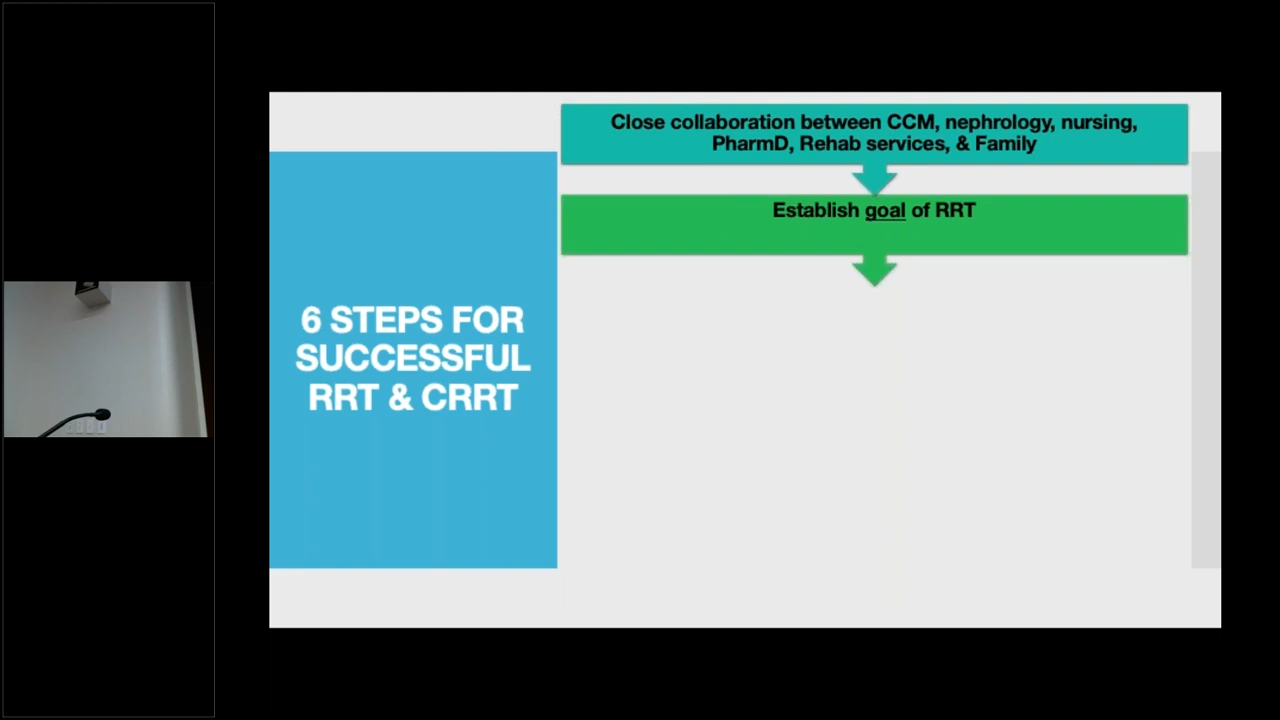 Close collaboration between CCM, nephrology, nursing,
PharmD, Rehab services, & Family
Establish goal of RRT
6 STEPS FOR
SUCCESSFUL
RRT & CRRT